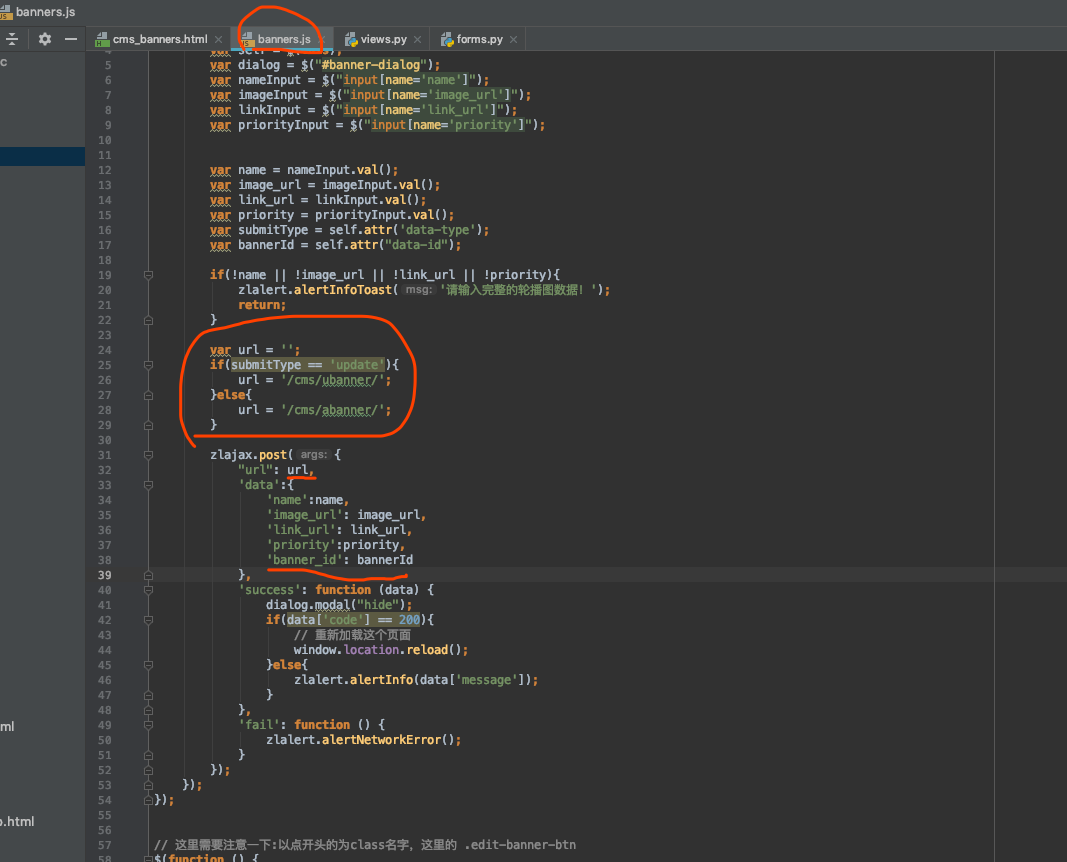 banners.js
cms_banners.html banners.js views.py forms.py
c
5 var dialog = $("#banner-dialog");
6 var nameInput = $("input[name='name']");
7 var imageInput = $("input[name='image_url']");
8 var linkInput = $("input[name='link_url']");
9 var priorityInput = $("input[name='priority']");
10
11
12 var name = nameInput.val();
13 var image_url = imageInput.val();
14 var link_url = linkInput.val();
15 var priority = priorityInput.val();
16 var submitType = self.attr('data-type');
17 var bannerId = self.attr("data-id");
18
19 if(!name || !image_url || !link_url || !priority){
20 zlalert.alertInfoToast( msg: '请输入完整的轮播图数据! ');
21 return;
22 }
23
24 var url = '';
25 if(submitType == 'update'){
26 url = '/cms/ubanner/';
27 }else{
28 url = '/cms/abanner/';
29 }
30
31 zlajax.post( args: {
32 "url": url,
33 'data':{
34 'name':name,
35 'image_url': image_url,
36 'link_url': link_url,
37 'priority':priority,
38 'banner_id': bannerId
39 },
40 'success': function (data) {
41 dialog.modal("hide");
42 if(data['code'] == 200){
43 // 重新加载这个页面
44 window.location.reload();
45 }else{
46 zlalert.alertInfo(data['message']);
47 }
48 },
49 'fail': function () {
50 zlalert.alertNetworkError();
51 }
52 });
53 });
54 });
55
56
57 // 这里需要注意一下:以点开头的为class名字, 这里的 .edit-banner-btn
58 $(function () {
ml
o.html